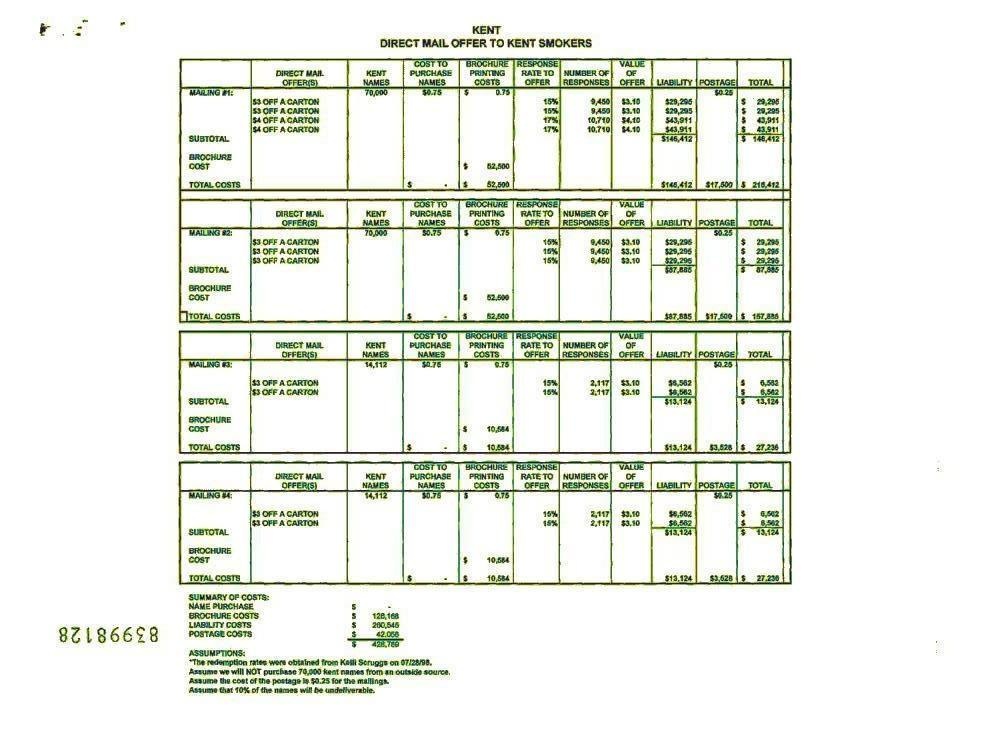 KENT
DIRECT MAIL OFFER TO KENT SMOKERS
DIRECT MAIL OFFER(S) KENT NAMES COST TO PURCHASE NAMES BROCHURE PRINTING COSTS RESPONSE RATE TO OFFER NUMBER OF RESPONSES VALUE OF OFFER LIABILITY POSTAGE TOTAL
MAILING #1: 70,000 $0.75 $ 0.75 $0.25
$3 OFF A CARTON 15% 9,450 $3.10 $29,295 $ 29,295
$3 OFF A CARTON 15% 9,450 $3.10 $29,295 $ 29,295
$4 OFF A CARTON 17% 10,710 $4.10 $43,911 $ 43,911
$4 OFF A CARTON 17% 10,710 $4.10 $43,911 $ 43,911
SUBTOTAL $146,412 $ 146,412
BROCHURE
COST $ 52,500
TOTAL COSTS $ - $ 52,500 $146,412 $17,500 $ 216,412
DIRECT MAIL OFFER(S) KENT NAMES COST TO PURCHASE NAMES BROCHURE PRINTING COSTS RESPONSE RATE TO OFFER NUMBER OF RESPONSES VALUE OF OFFER LIABILITY POSTAGE TOTAL
MAILING #2: 70,000 $0.75 $ 0.75 $0.25
$3 OFF A CARTON 15% 9,450 $3.10 $29,295 $ 29,295
$3 OFF A CARTON 15% 9,450 $3.10 $29,295 $ 29,295
$3 OFF A CARTON 15% 9,450 $3.10 $29,295 $ 29,295
SUBTOTAL $87,885 $ 87,885
BROCHURE
COST $ 52,500
TOTAL COSTS $ - $ 52,500 $87,885 $17,500 $ 157,885
DIRECT MAIL OFFER(S) KENT NAMES COST TO PURCHASE NAMES BROCHURE PRINTING COSTS RESPONSE RATE TO OFFER NUMBER OF RESPONSES VALUE OF OFFER LIABILITY POSTAGE TOTAL
MAILING #3: 14,112 $0.75 $ 0.75 $0.25
$3 OFF A CARTON 15% 2,117 $3.10 $6,562 $ 6,562
$3 OFF A CARTON 15% 2,117 $3.10 $6,562 $ 6,562
SUBTOTAL $13,124 $ 13,124
BROCHURE
COST $ 10,584
TOTAL COSTS $ - $ 10,584 $13,124 $3,528 $ 27,236
DIRECT MAIL OFFER(S) KENT NAMES COST TO PURCHASE NAMES BROCHURE PRINTING COSTS RESPONSE RATE TO OFFER NUMBER OF RESPONSES VALUE OF OFFER LIABILITY POSTAGE TOTAL
MAILING #4: 14,112 $0.75 $ 0.75 $0.25
$3 OFF A CARTON 15% 2,117 $3.10 $6,562 $ 6,562
$3 OFF A CARTON 15% 2,117 $3.10 $6,562 $ 6,562
SUBTOTAL $13,124 $ 13,124
BROCHURE
COST $ 10,584
TOTAL COSTS $ - $ 10,584 $13,124 $3,528 $ 27,236
SUMMARY OF COSTS:
NAME PURCHASE $ -
BROCHURE COSTS $ 126,168
LIABILITY COSTS $ 260,545
POSTAGE COSTS $ 42,056
$ 428,769
ASSUMPTIONS:
*The redemption rates were obtained from Kelli Scruggs on 07/28/98.
Assume we will NOT purchase 70,000 kent names from an outside source.
Assume the cost of the postage is $0.25 for the mailings.
Assume that 10% of the names will be undeliverable.
83998128